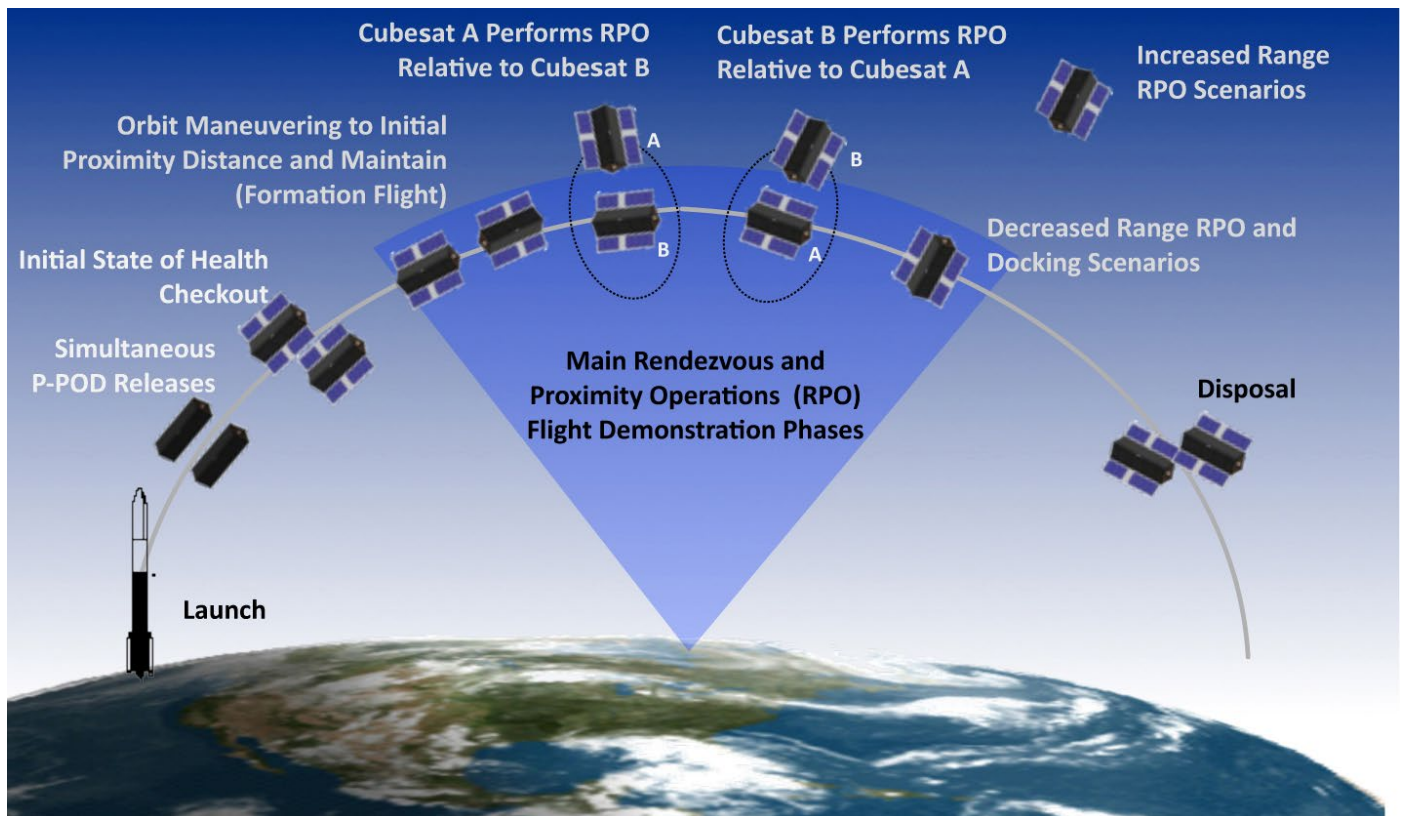 Cubesat A Performs RPO
Relative to Cubesat B
Cubesat B Performs RPO
Relative to Cubesat A
Increased Range
RPO Scenarios
Orbit Maneuvering to Initial
Proximity Distance and Maintain
(Formation Flight)
A
B
B
A
Decreased Range RPO and
Docking Scenarios
Initial State of Health
Checkout
Simultaneous
P-POD Releases
Main Rendezvous and
Proximity Operations (RPO)
Flight Demonstration Phases
Disposal
Launch